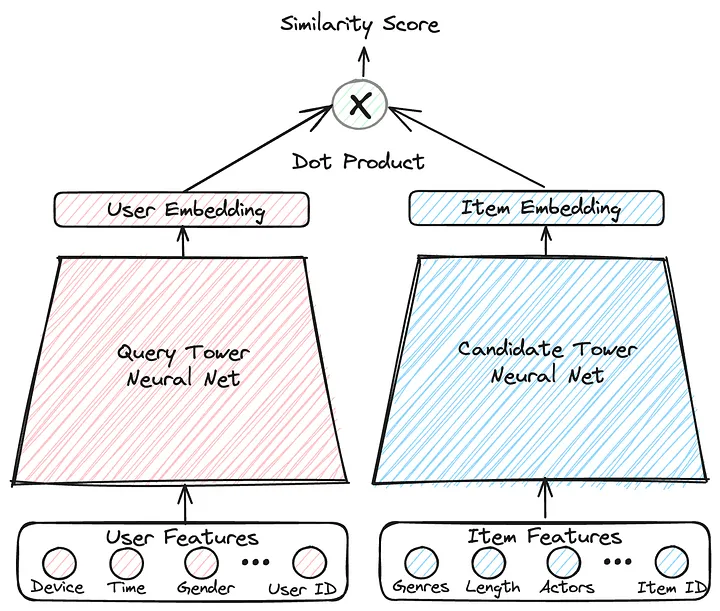 Similarity Score
X
Dot Product
User Embedding
Item Embedding
Query Tower
Neural Net
Candidate Tower
Neural Net
User Features
Device Time Gender ••• User ID
Item Features
Genres Length Actors ••• Item ID